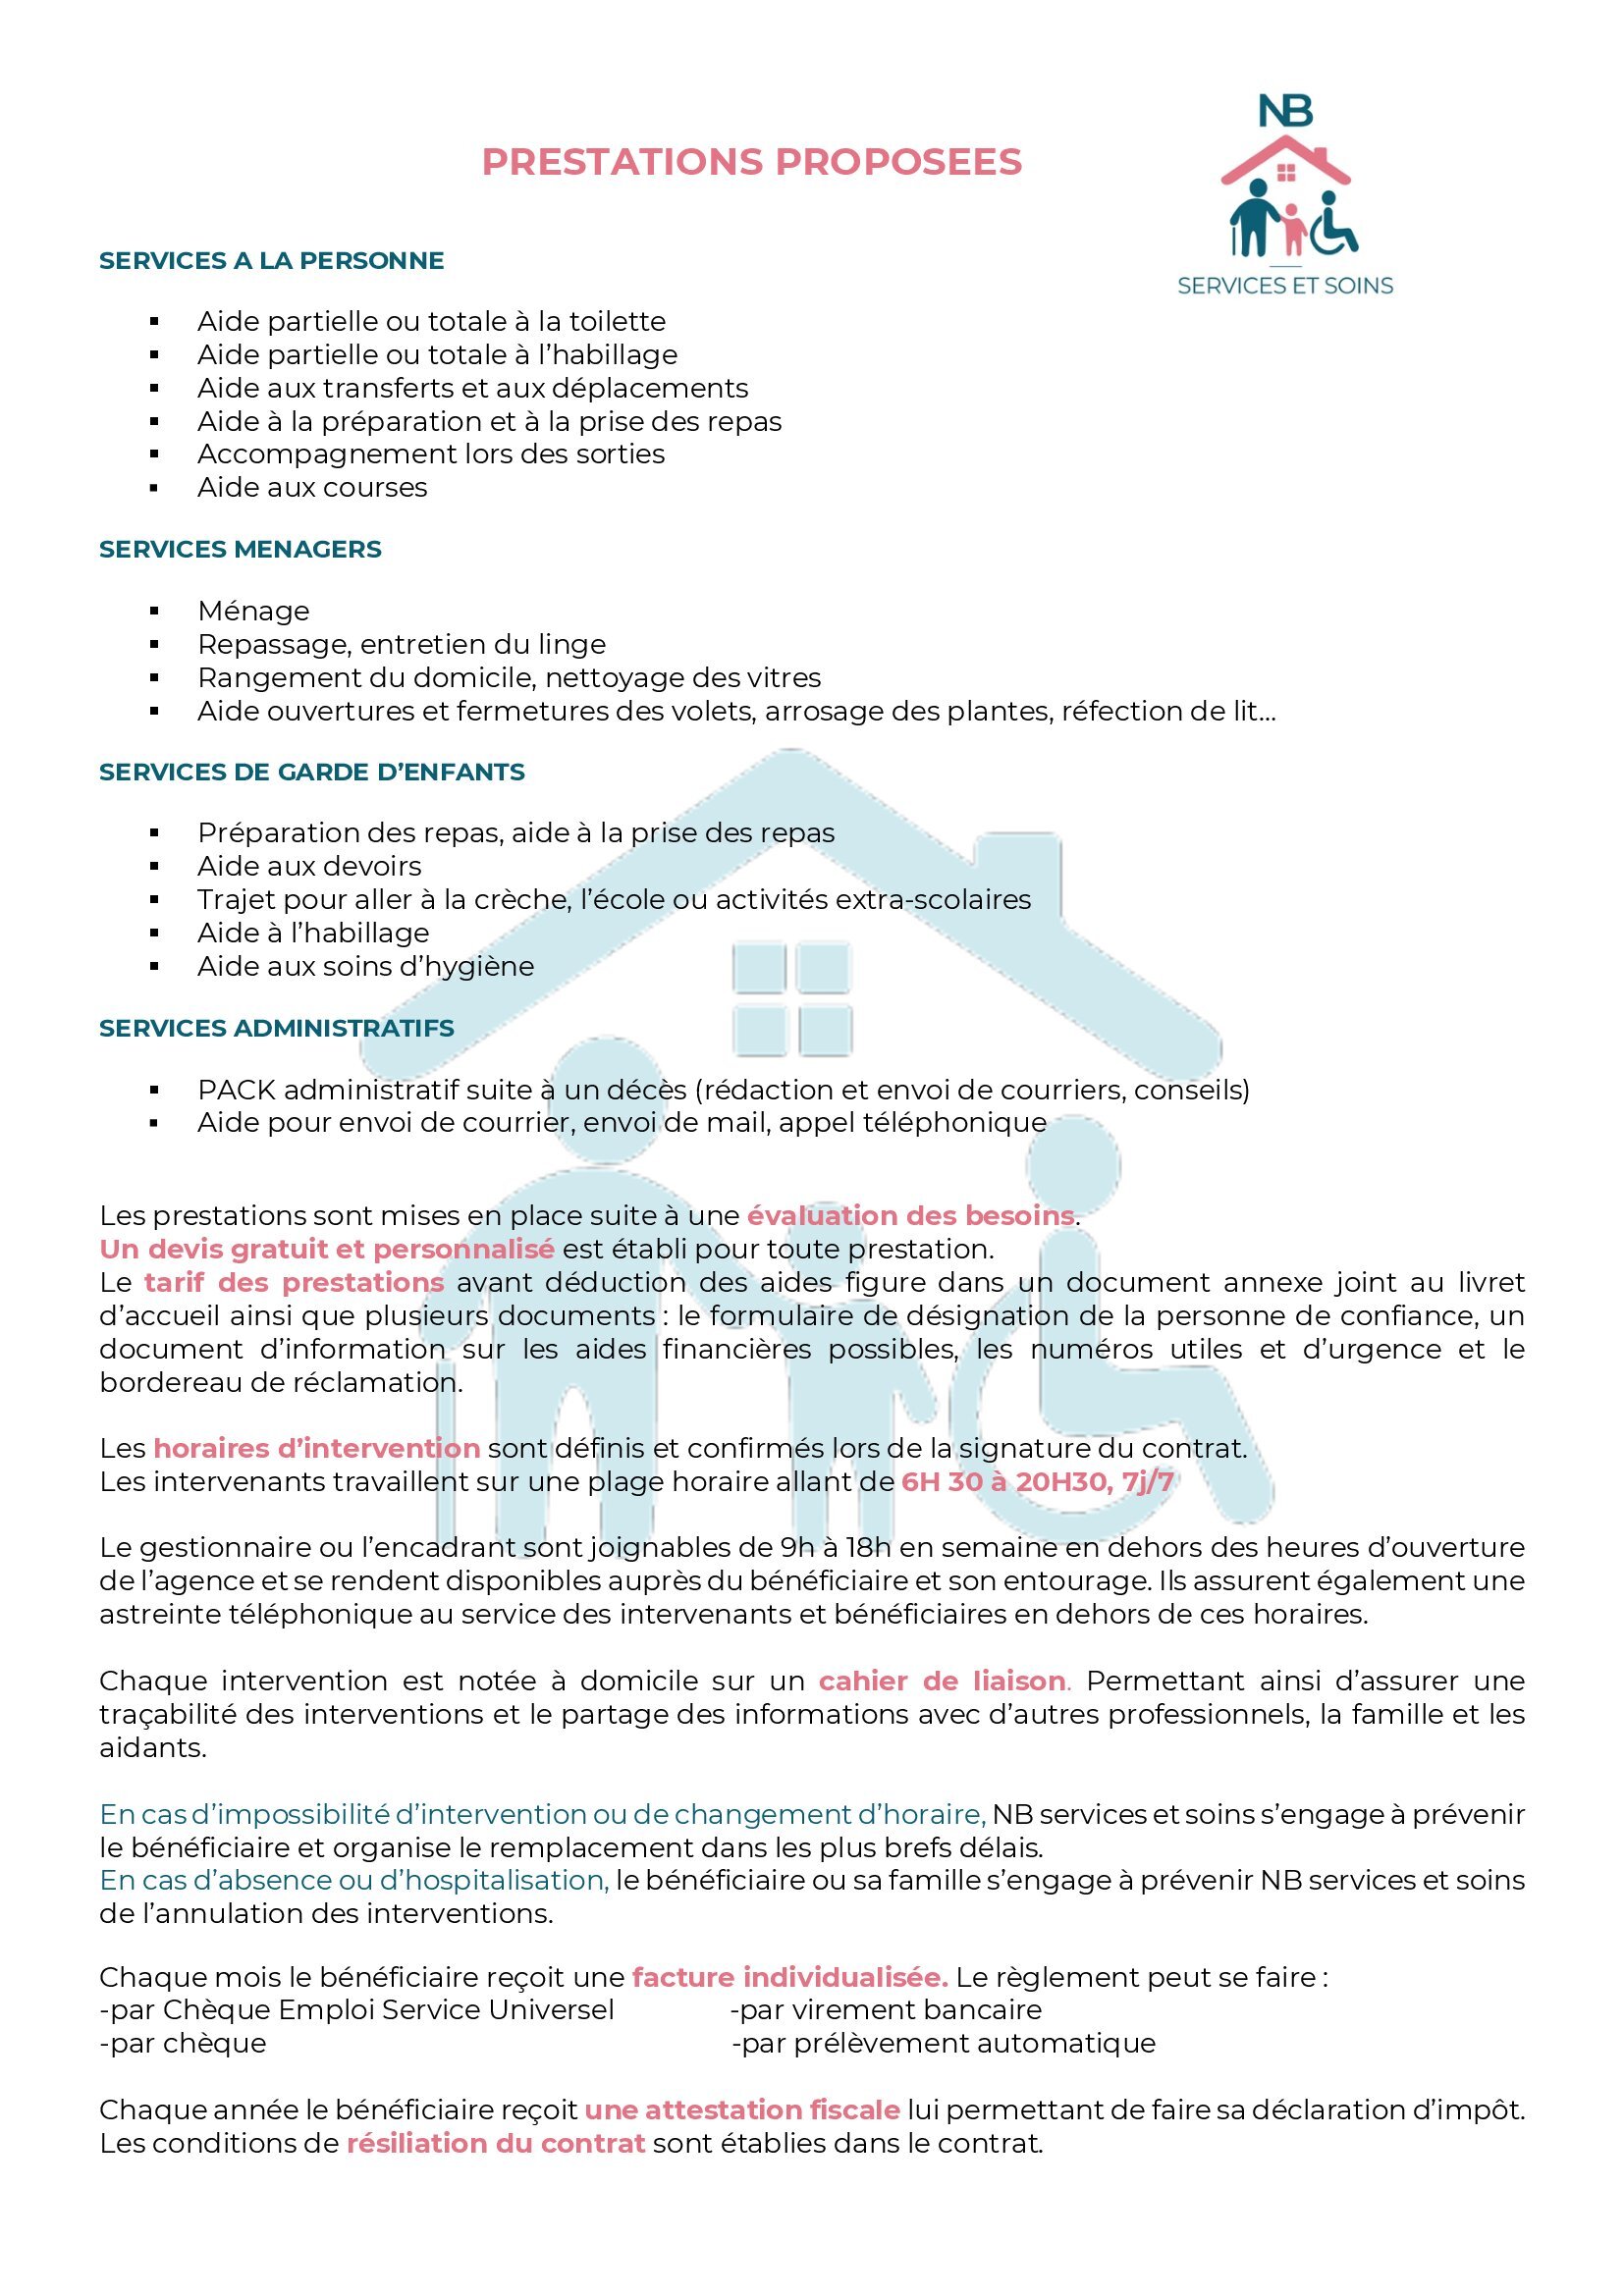 NB
PRESTATIONS PROPOSEES
SERVICES ET SOINS
SERVICES A LA PERSONNE
▪ Aide partielle ou totale à la toilette
▪ Aide partielle ou totale à l’habillage
▪ Aide aux transferts et aux déplacements
▪ Aide à la préparation et à la prise des repas
▪ Accompagnement lors des sorties
▪ Aide aux courses
SERVICES MENAGERS
▪ Ménage
▪ Repassage, entretien du linge
▪ Rangement du domicile, nettoyage des vitres
▪ Aide ouvertures et fermetures des volets, arrosage des plantes, réfection de lit…
SERVICES DE GARDE D’ENFANTS
▪ Préparation des repas, aide à la prise des repas
▪ Aide aux devoirs
▪ Trajet pour aller à la crèche, l’école ou activités extra-scolaires
▪ Aide à l’habillage
▪ Aide aux soins d’hygiène
SERVICES ADMINISTRATIFS
▪ PACK administratif suite à un décès (rédaction et envoi de courriers, conseils)
▪ Aide pour envoi de courrier, envoi de mail, appel téléphonique
Les prestations sont mises en place suite à une évaluation des besoins.
Un devis gratuit et personnalisé est établi pour toute prestation.
Le tarif des prestations avant déduction des aides figure dans un document annexe joint au livret
d’accueil ainsi que plusieurs documents : le formulaire de désignation de la personne de confiance, un
document d’information sur les aides financières possibles, les numéros utiles et d’urgence et le
bordereau de réclamation.
Les horaires d’intervention sont définis et confirmés lors de la signature du contrat.
Les intervenants travaillent sur une plage horaire allant de 6H 30 à 20H30, 7j/7
Le gestionnaire ou l’encadrant sont joignables de 9h à 18h en semaine en dehors des heures d’ouverture
de l’agence et se rendent disponibles auprès du bénéficiaire et son entourage. Ils assurent également une
astreinte téléphonique au service des intervenants et bénéficiaires en dehors de ces horaires.
Chaque intervention est notée à domicile sur un cahier de liaison. Permettant ainsi d’assurer une
traçabilité des interventions et le partage des informations avec d’autres professionnels, la famille et les
aidants.
En cas d’impossibilité d’intervention ou de changement d’horaire, NB services et soins s’engage à prévenir
le bénéficiaire et organise le remplacement dans les plus brefs délais.
En cas d’absence ou d’hospitalisation, le bénéficiaire ou sa famille s’engage à prévenir NB services et soins
de l’annulation des interventions.
Chaque mois le bénéficiaire reçoit une facture individualisée. Le règlement peut se faire :
-par Chèque Emploi Service Universel -par virement bancaire
-par chèque -par prélèvement automatique
Chaque année le bénéficiaire reçoit une attestation fiscale lui permettant de faire sa déclaration d’impôt.
Les conditions de résiliation du contrat sont établies dans le contrat.